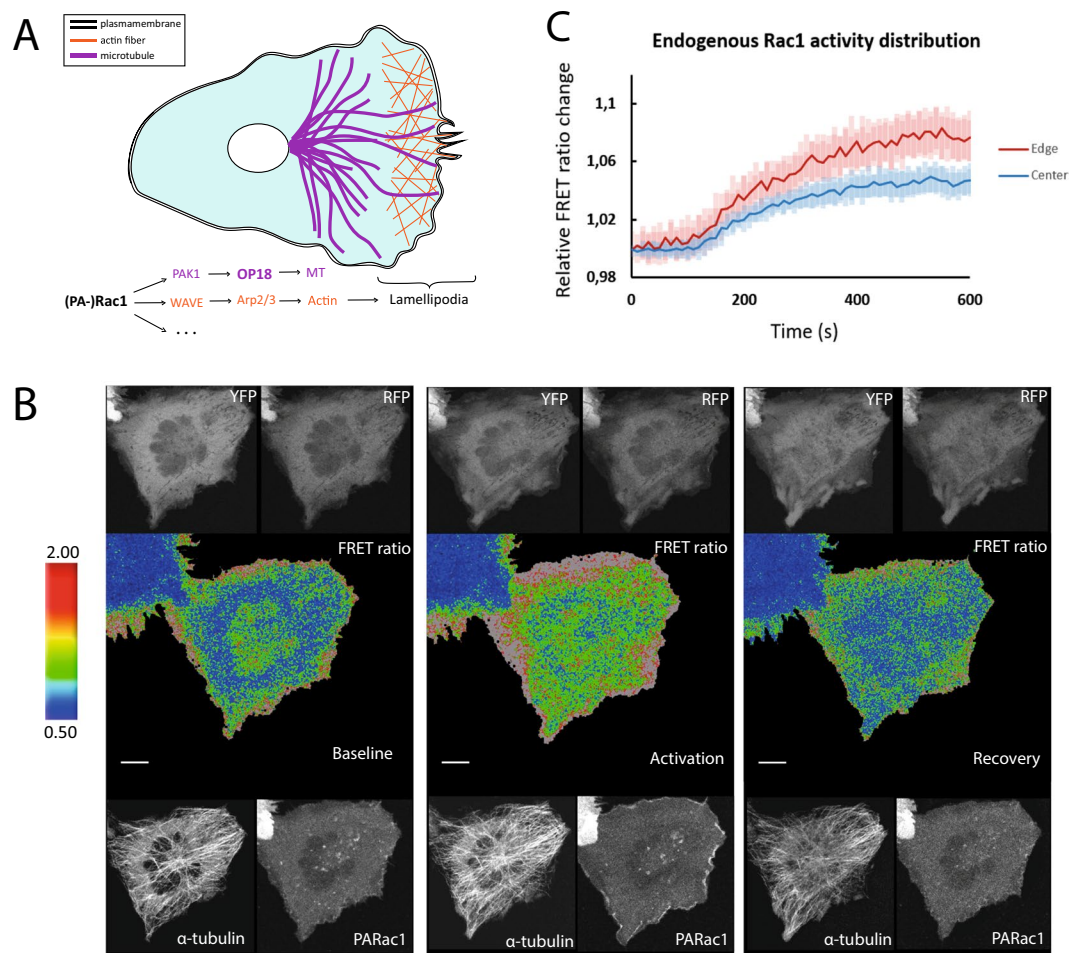 A
plasmamembrane
actin fiber
microtubule
PAK1 OP18 MT
(PA-)Rac1 WAVE Arp2/3 Actin Lamellipodia
...
C
Endogenous Rac1 activity distribution
Relative FRET ratio change
1,1
1,06
1,02
0,98
0 200 400 600
Time (s)
Edge
Center
B
YFP RFP YFP RFP YFP RFP
2.00
0.50
FRET ratio FRET ratio FRET ratio
Baseline Activation Recovery
α-tubulin PARac1 α-tubulin PARac1 α-tubulin PARac1